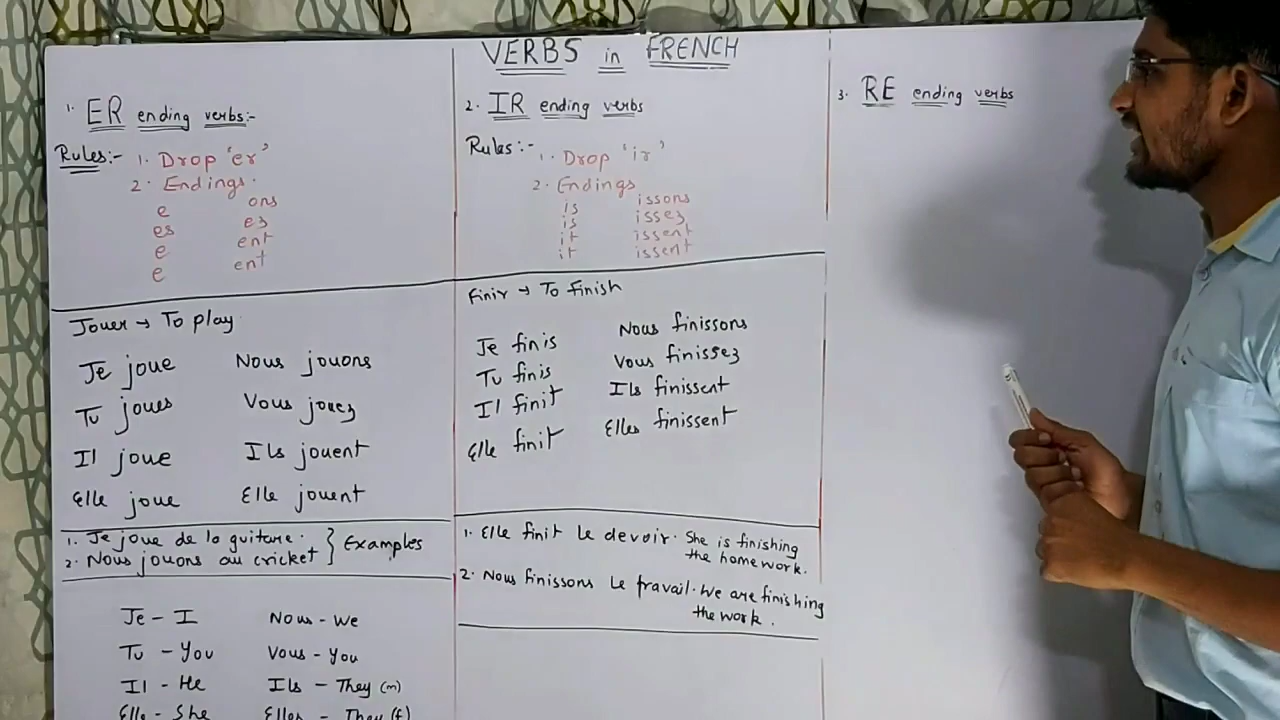 VERBS in FRENCH
1. ER ending verbs:-
Rules:- 1. Drop 'er'
2. Endings.
e ons
es ez
e ent
e ent
Jouer → To play
Je joue Nous jouons
Tu joues Vous jouez
Il joue Ils jouent
Elle joue Elle jouent
1. Je joue de la guitare.
2. Nous jouons au cricket } Examples
Je - I Nous - We
Tu - You Vous - You
Il - He Ils - They (m)
Elle - She Elles - They (f)
2. IR ending verbs
Rules:- 1. Drop 'ir'
2. Endings
is issons
is issez
it issent
it issent
Finir → To finish
Je finis Nous finissons
Tu finis Vous finissez
Il finit Ils finissent
Elle finit Elles finissent
1. Elle finit le devoir. She is finishing
the homework.
2. Nous finissons le travail. We are finishing
the work.
3. RE ending verbs